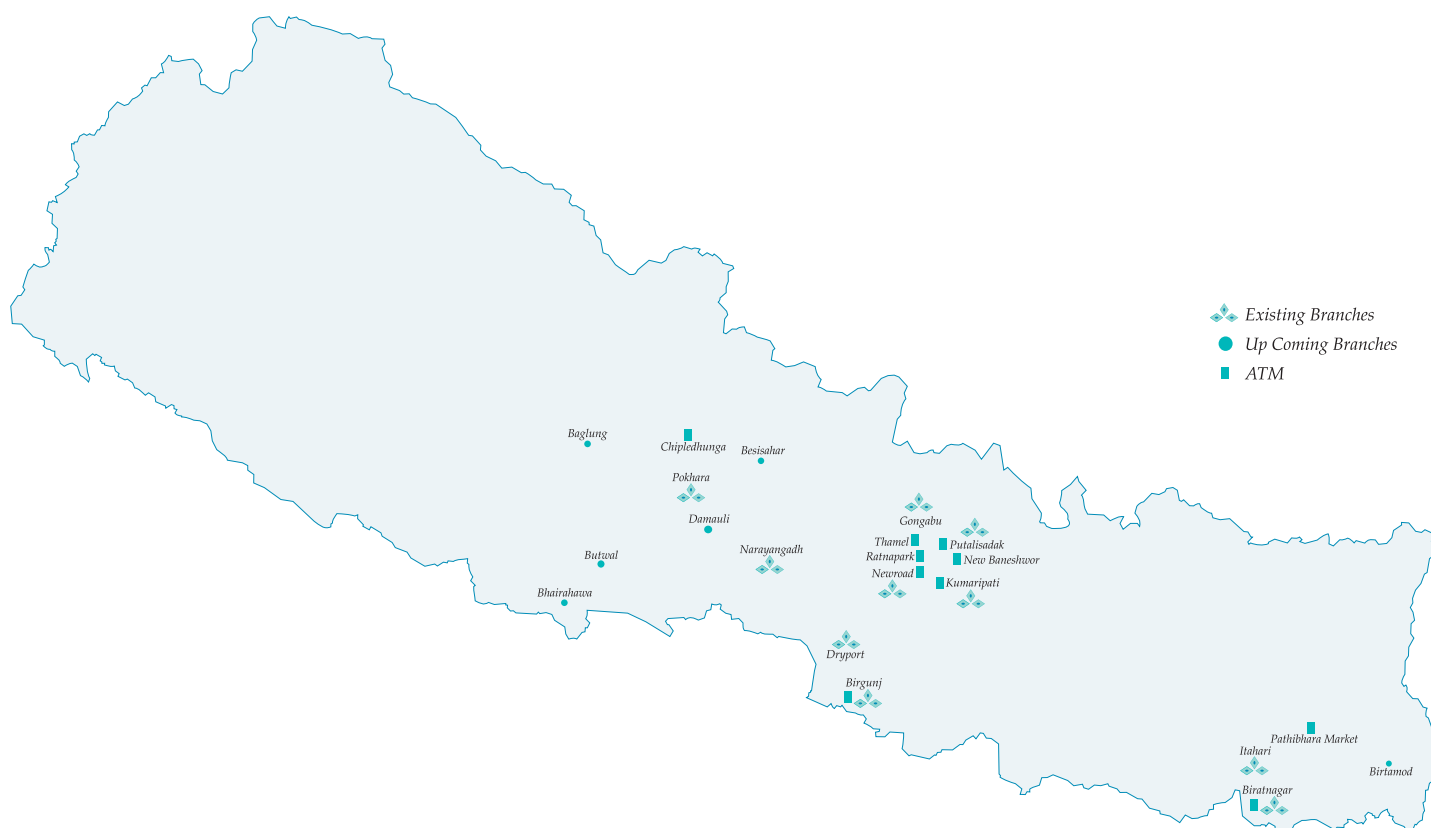 Existing Branches
Up Coming Branches
ATM
Baglung
Chipledhunga
Besisahar
Pokhara
Damauli
Gongabu
Thamel
Putalisadak
Ratnapark
New Baneshwor
Narayangadh
Butwal
Newroad
Kumaripati
Bhairahawa
Dryport
Birgunj
Pathibhara Market
Itahari
Birtamod
Biratnagar